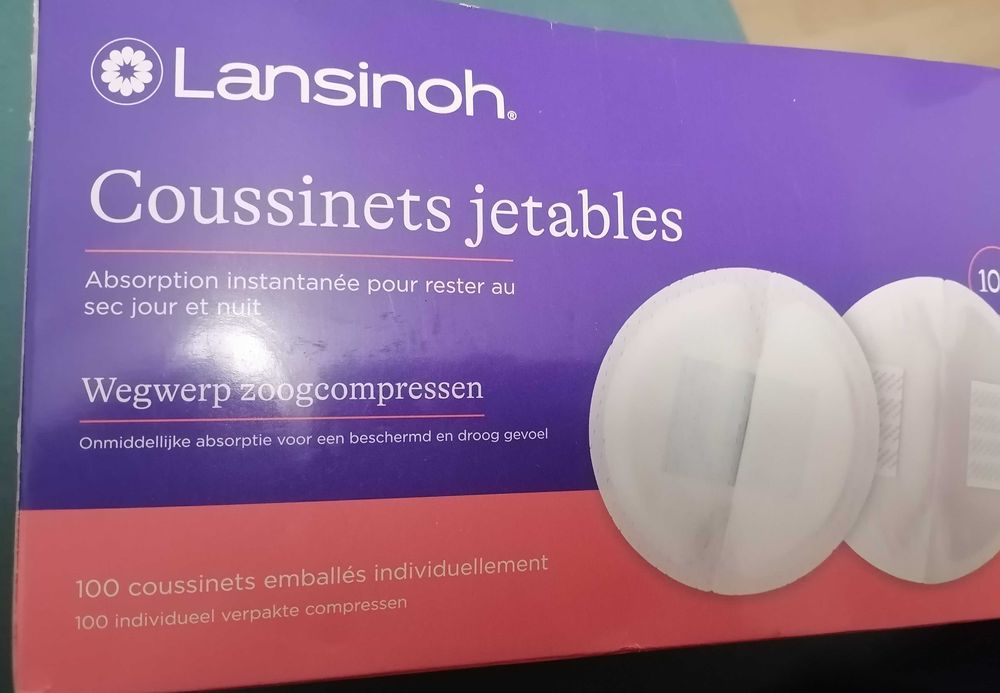 Lansinoh®
Coussinets jetables
Absorption instantanée pour rester au
sec jour et nuit
Wegwerp zoogcompressen
Onmiddellijke absorptie voor een beschermd en droog gevoel
100 coussinets emballés individuellement
100 individueel verpakte compressen